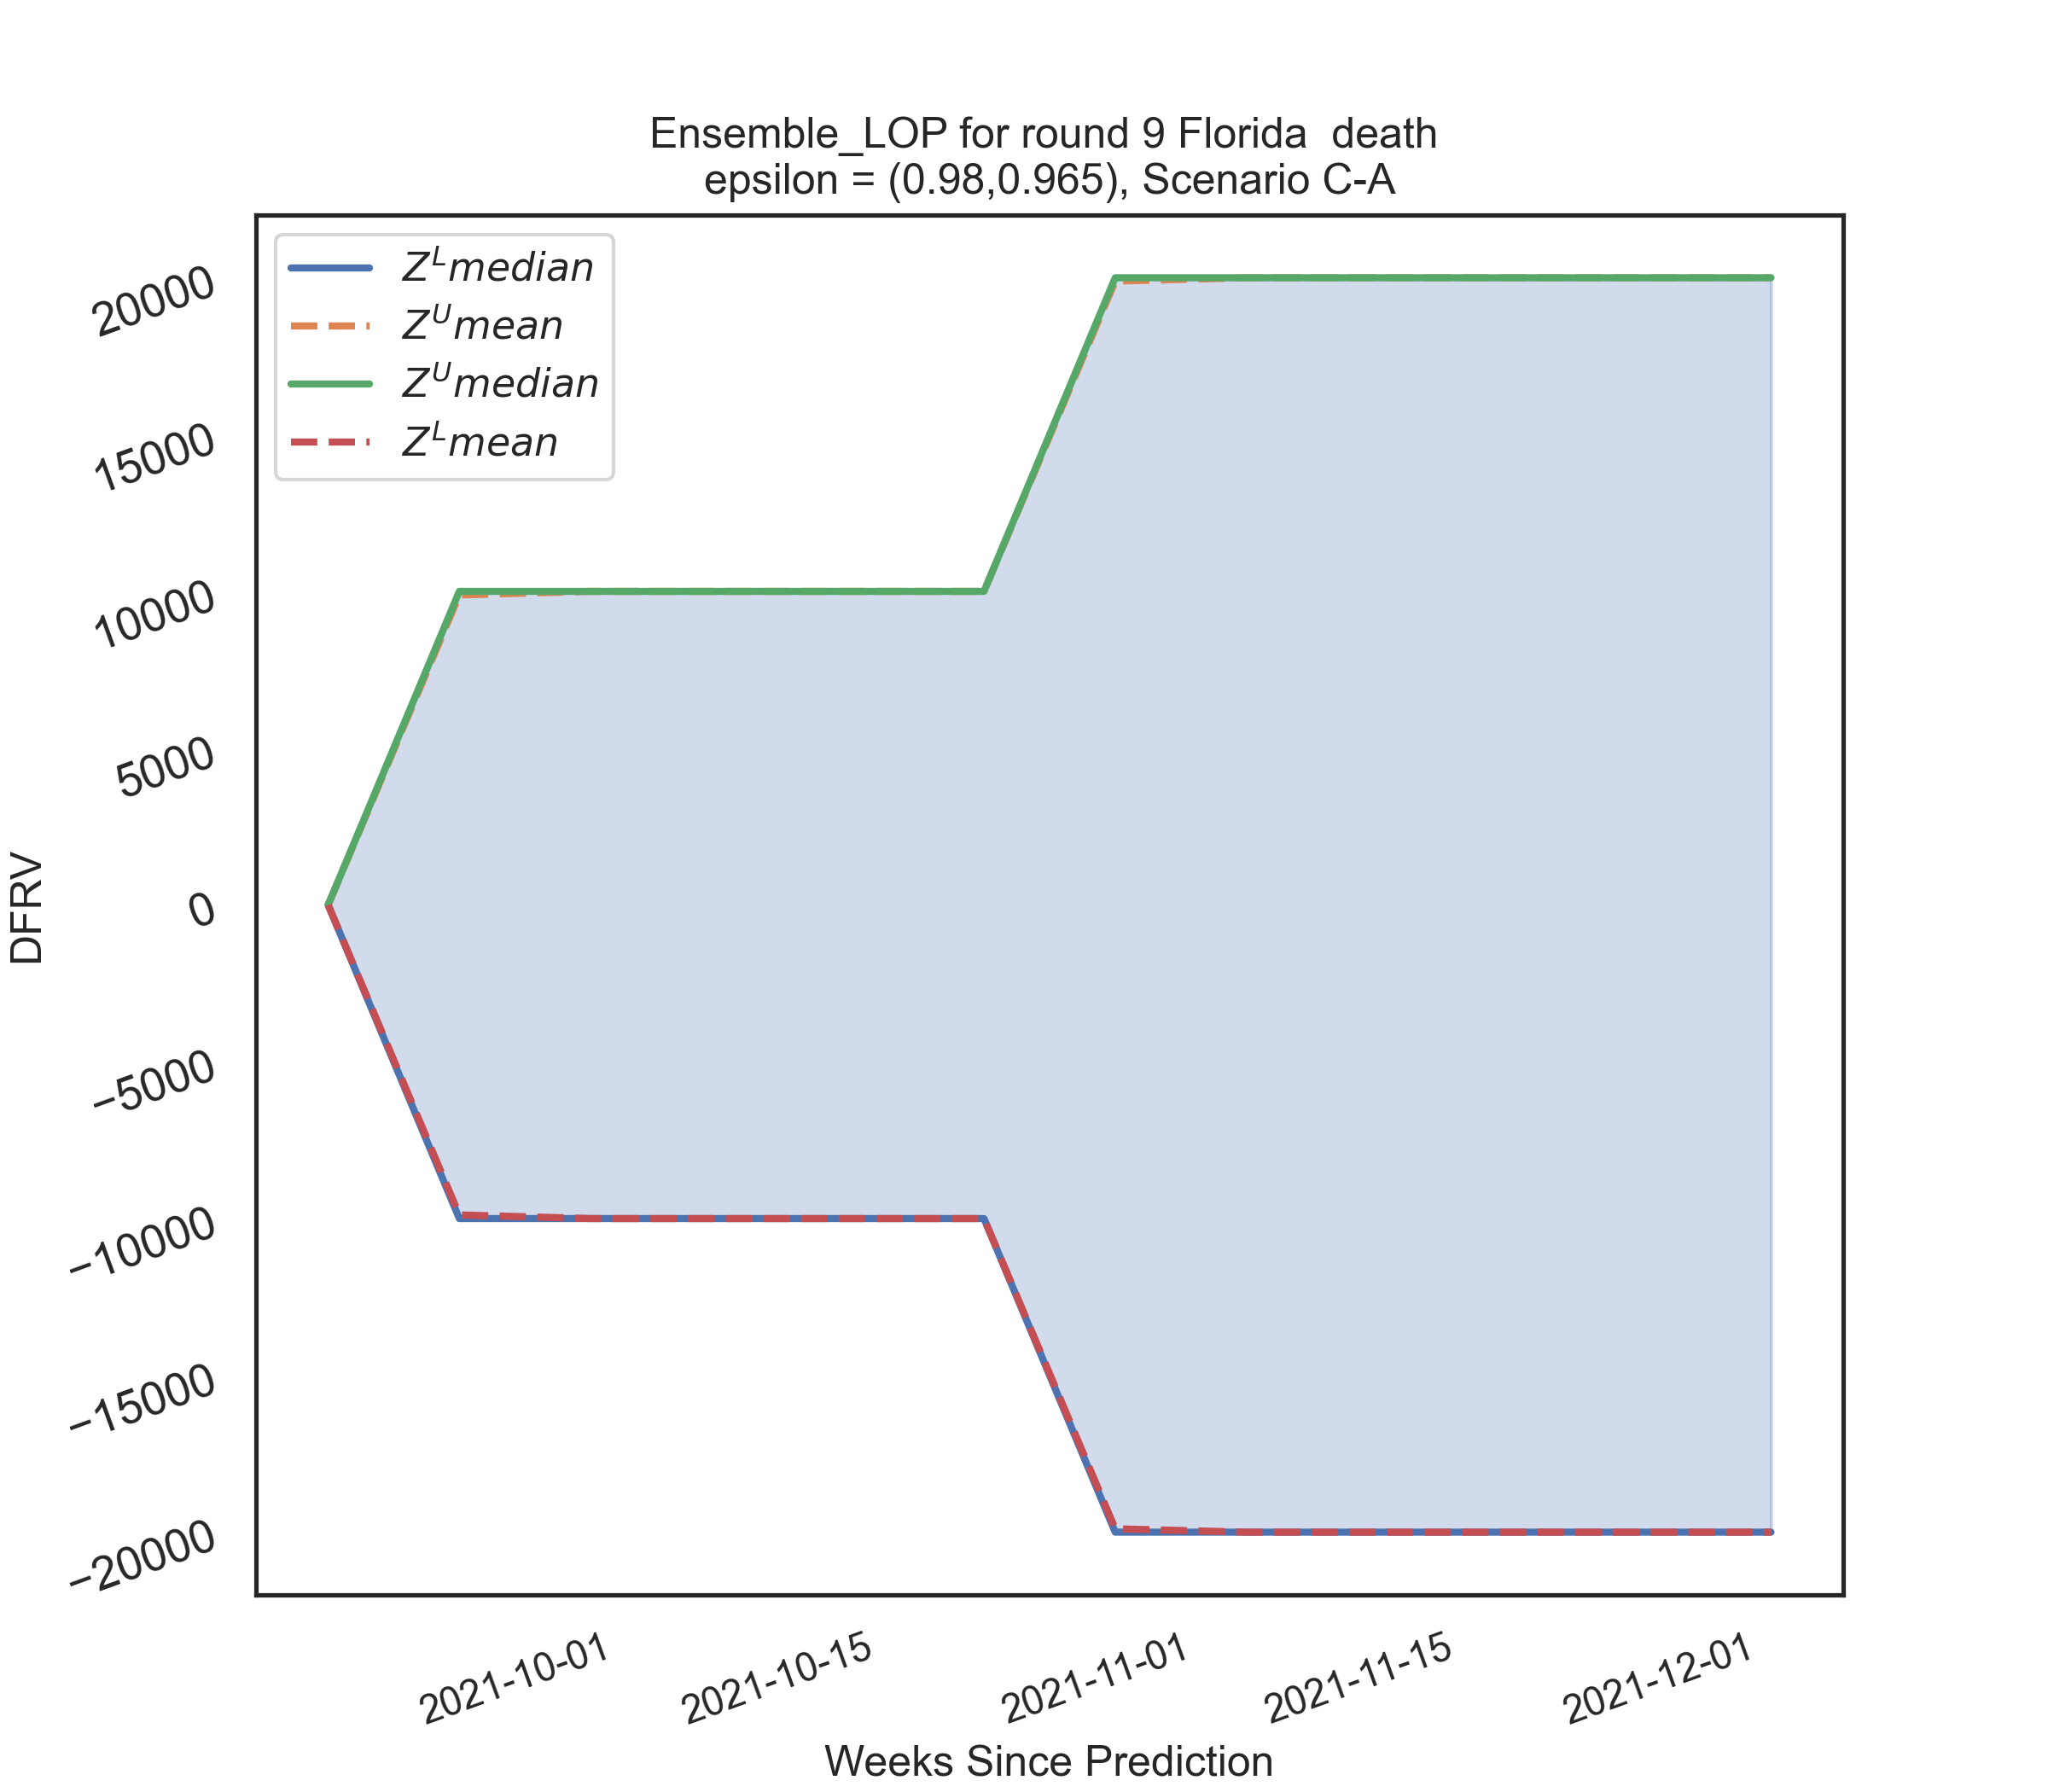 Ensemble_LOP for round 9 Florida  death
epsilon = (0.98,0.965), Scenario C-A
Z^L median
Z^U mean
Z^U median
Z^L mean
20000
15000
10000
5000
0
−5000
−10000
−15000
−20000
DFRV
2021-10-01
2021-10-15
2021-11-01
2021-11-15
2021-12-01
Weeks Since Prediction